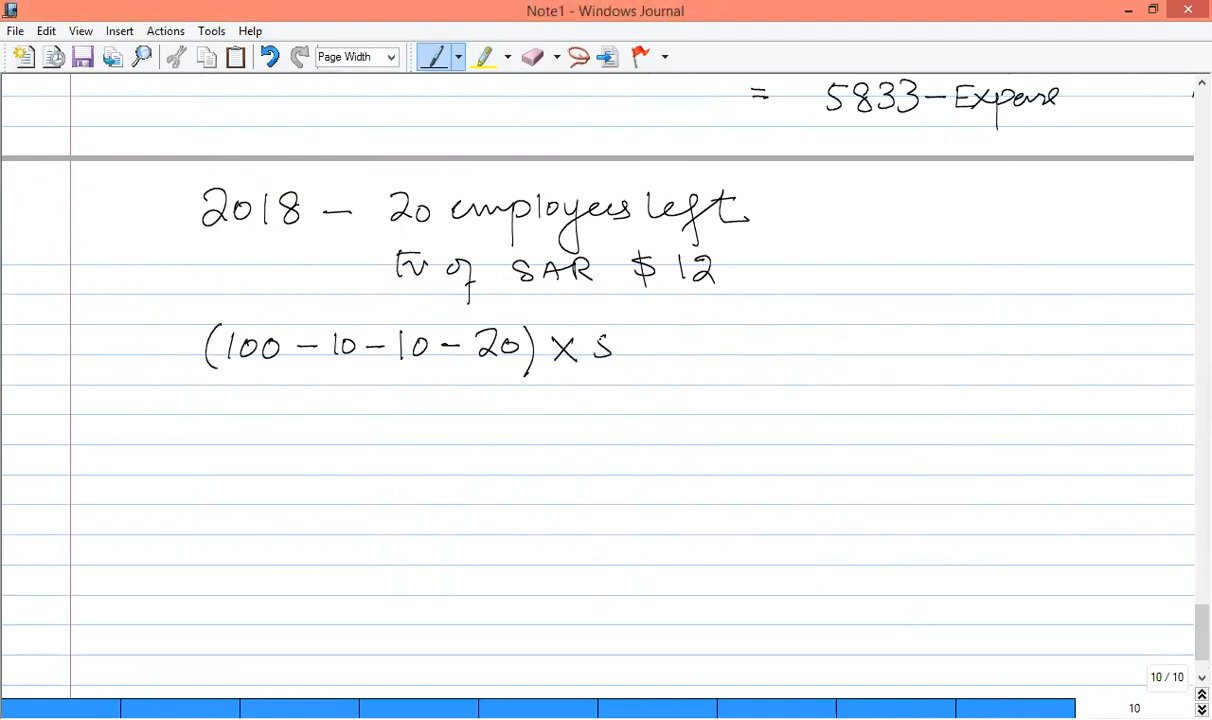 Note1 - Windows Journal
File Edit View Insert Actions Tools Help
Page Width
= 5833 - Expense
2018 - 20 employees left
fv of SAR $ 12
(100 - 10 - 10 - 20) X 5
10 / 10
10